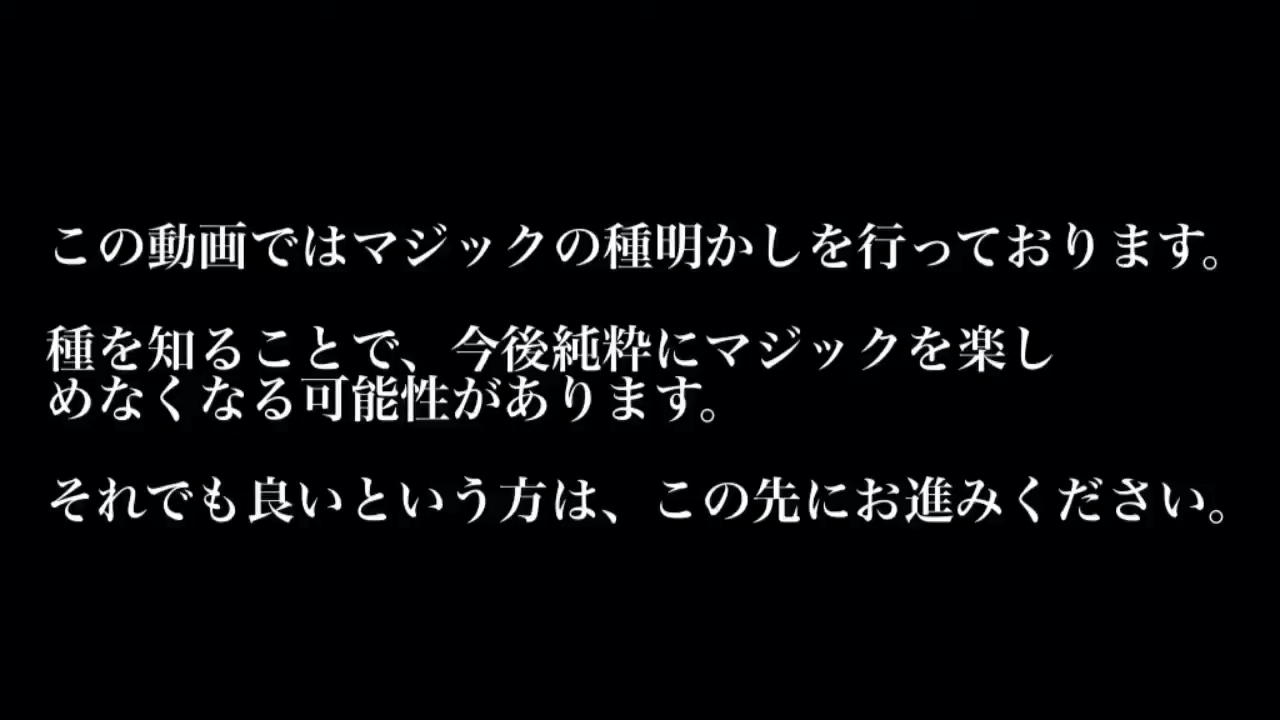 この動画ではマジックの種明かしを行っております。
種を知ることで、今後純粋にマジックを楽し
めなくなる可能性があります。
それでも良いという方は、この先にお進みください。